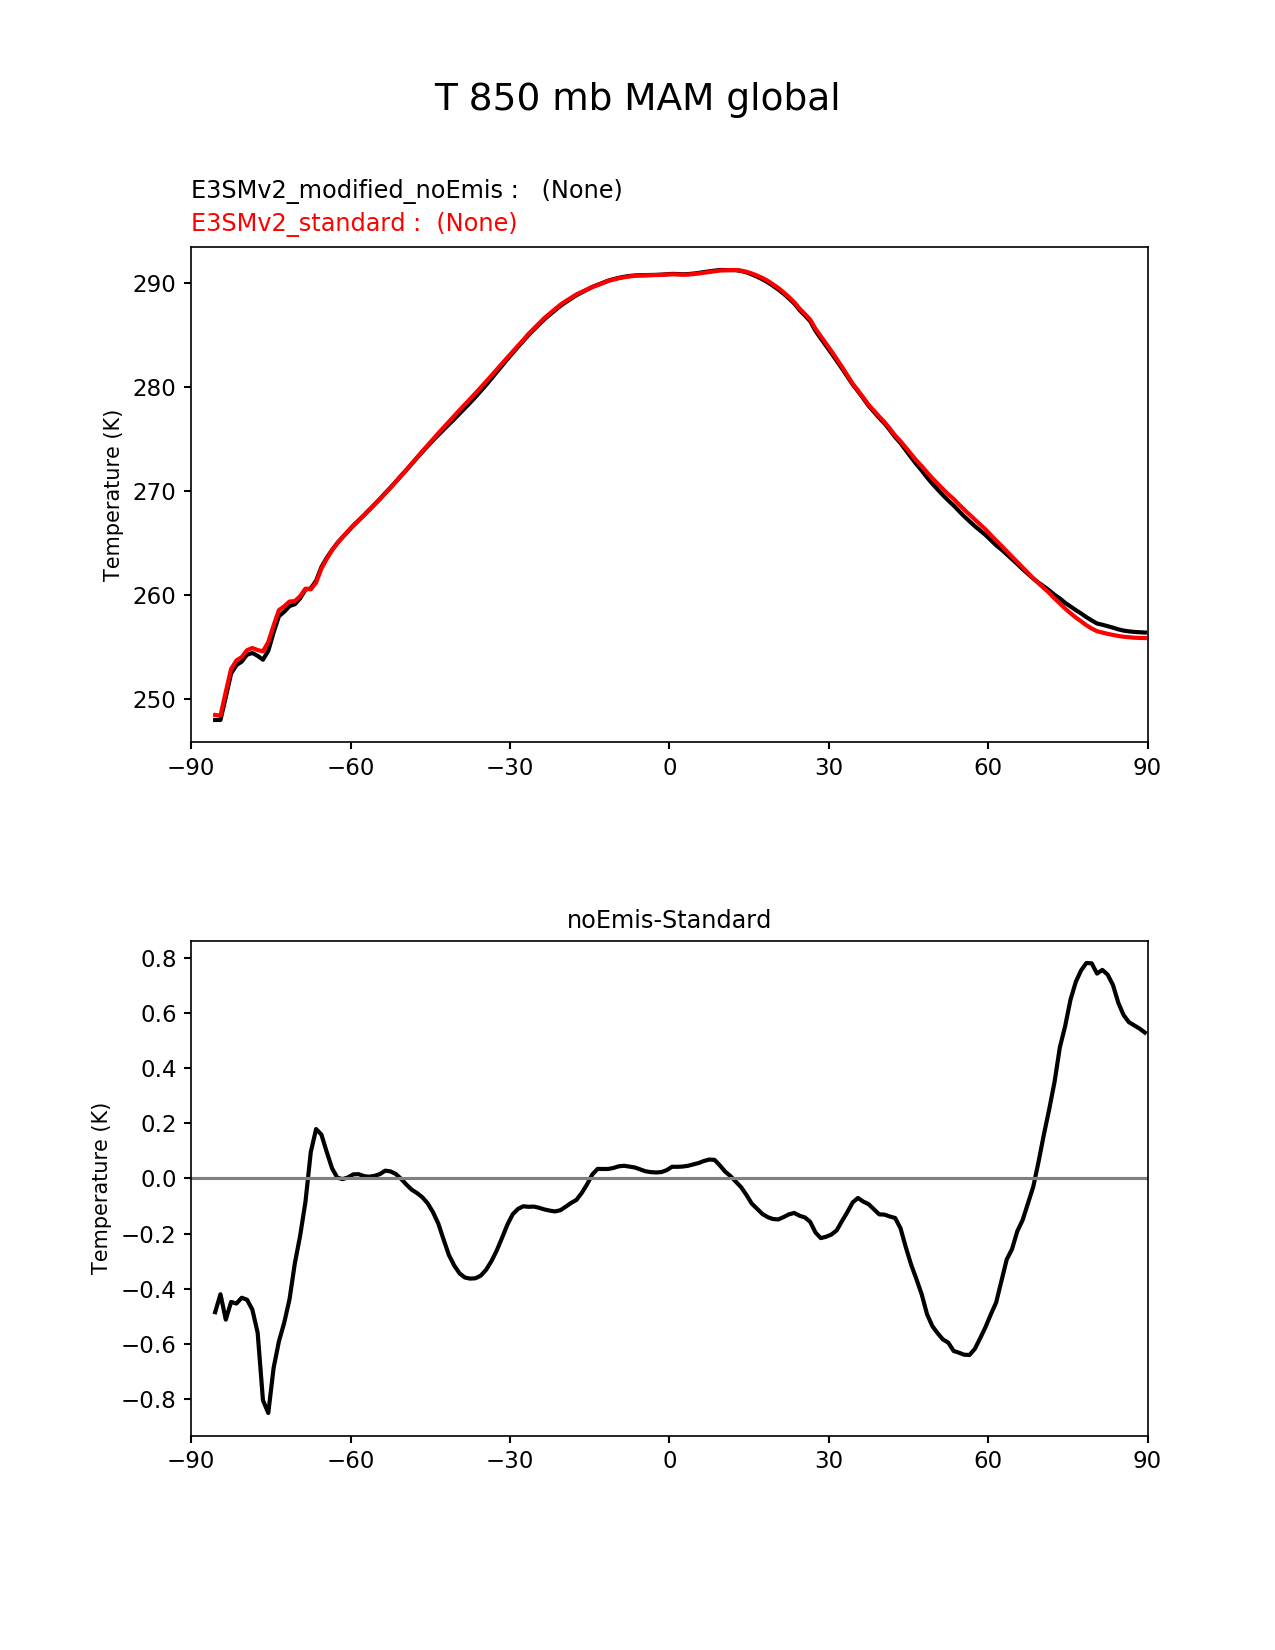 T 850 mb MAM global
E3SMv2_modified_noEmis :   (None)
E3SMv2_standard :  (None)
290
280
270
260
250
Temperature (K)
−90 −60 −30 0 30 60 90
noEmis-Standard
0.8
0.6
0.4
0.2
0.0
−0.2
−0.4
−0.6
−0.8
Temperature (K)
−90 −60 −30 0 30 60 90